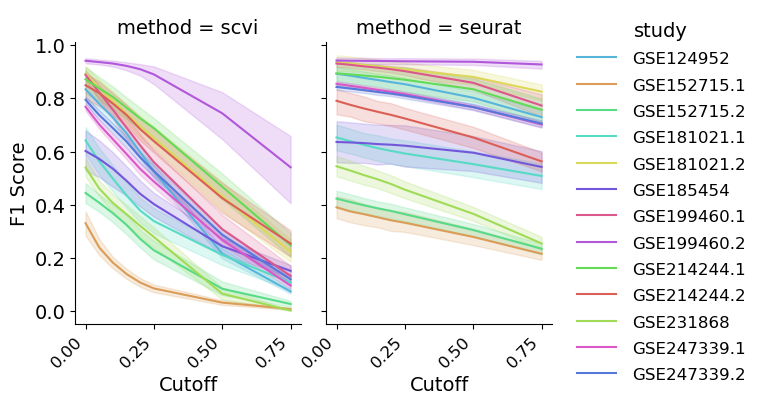 method = scvi
method = seurat
study
1.0
0.8
0.6
0.4
0.2
0.0
F1 Score
0.00
0.25
0.50
0.75
0.00
0.25
0.50
0.75
Cutoff
Cutoff
GSE124952
GSE152715.1
GSE152715.2
GSE181021.1
GSE181021.2
GSE185454
GSE199460.1
GSE199460.2
GSE214244.1
GSE214244.2
GSE231868
GSE247339.1
GSE247339.2